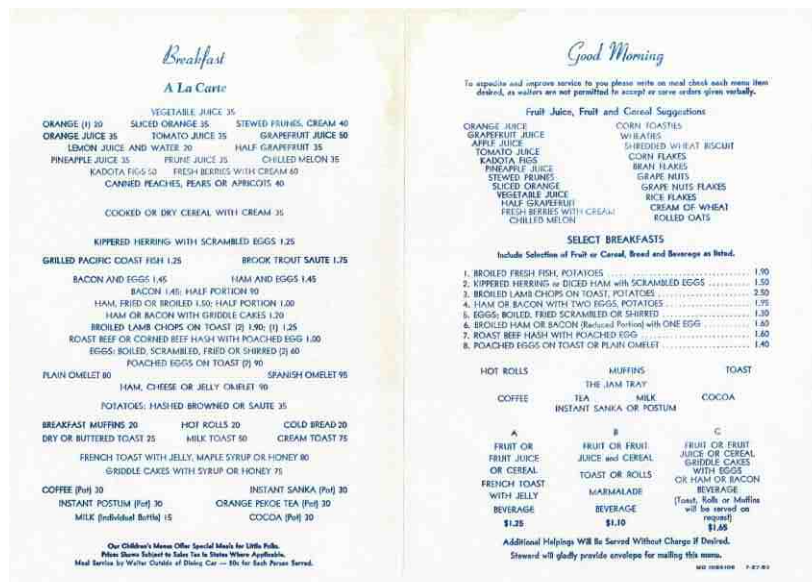 Breakfast
A La Carte
VEGETABLE JUICE 35
ORANGE (1) 20 SLICED ORANGE 35 STEWED PRUNES, CREAM 40
ORANGE JUICE 35 TOMATO JUICE 35 GRAPEFRUIT JUICE 50
LEMON JUICE AND WATER 20 HALF GRAPEFRUIT 35
PINEAPPLE JUICE 35 PRUNE JUICE 35 CHILLED MELON 35
KADOTA FIGS 50 FRESH BERRIES WITH CREAM 60
CANNED PEACHES, PEARS OR APRICOTS 40
COOKED OR DRY CEREAL WITH CREAM 35
KIPPERED HERRING WITH SCRAMBLED EGGS 1.25
GRILLED PACIFIC COAST FISH 1.25 BROOK TROUT SAUTE 1.75
BACON AND EGGS 1.45 HAM AND EGGS 1.45
BACON 1.45; HALF PORTION 90
HAM, FRIED OR BROILED 1.50; HALF PORTION 1.00
HAM OR BACON WITH GRIDDLE CAKES 1.20
BROILED LAMB CHOPS ON TOAST (2) 1.90; (1) 1.25
ROAST BEEF OR CORNED BEEF HASH WITH POACHED EGG 1.00
EGGS: BOILED, SCRAMBLED, FRIED OR SHIRRED (2) 60
POACHED EGGS ON TOAST (2) 90
PLAIN OMELET 80 SPANISH OMELET 95
HAM, CHEESE OR JELLY OMELET 90
POTATOES: HASHED BROWNED OR SAUTE 35
BREAKFAST MUFFINS 20 HOT ROLLS 20 COLD BREAD 20
DRY OR BUTTERED TOAST 25 MILK TOAST 50 CREAM TOAST 75
FRENCH TOAST WITH JELLY, MAPLE SYRUP OR HONEY 80
GRIDDLE CAKES WITH SYRUP OR HONEY 75
COFFEE (Pot) 30 INSTANT SANKA (Pot) 30
INSTANT POSTUM (Pot) 30 ORANGE PEKOE TEA (Pot) 30
MILK (Individual Bottle) 15 COCOA (Pot) 30
Our Children's Menus Offer Special Meals for Little Folks.
Prices Shown Subject to Sales Tax in States Where Applicable.
Meal Service by Waiter Outside of Dining Car — 50c for Each Person Served.
Good Morning
To expedite and improve service to you please write on meal check each menu item
desired, as waiters are not permitted to accept or serve orders given verbally.
Fruit Juice, Fruit and Cereal Suggestions
ORANGE JUICE
GRAPEFRUIT JUICE
APPLE JUICE
TOMATO JUICE
KADOTA FIGS
PINEAPPLE JUICE
STEWED PRUNES
SLICED ORANGE
VEGETABLE JUICE
HALF GRAPEFRUIT
FRESH BERRIES WITH CREAM
CHILLED MELON
CORN TOASTIES
WHEATIES
SHREDDED WHEAT BISCUIT
CORN FLAKES
BRAN FLAKES
GRAPE NUTS
GRAPE NUTS FLAKES
RICE FLAKES
CREAM OF WHEAT
ROLLED OATS
SELECT BREAKFASTS
Include Selection of Fruit or Cereal, Bread and Beverage as listed.
1. BROILED FRESH FISH, POTATOES 1.90
2. KIPPERED HERRING or DICED HAM with SCRAMBLED EGGS 1.50
3. BROILED LAMB CHOPS ON TOAST, POTATOES 2.50
4. HAM OR BACON WITH TWO EGGS, POTATOES 1.95
5. EGGS; BOILED, FRIED SCRAMBLED OR SHIRRED 1.30
6. BROILED HAM OR BACON (Reduced Portion) with ONE EGG 1.60
7. ROAST BEEF HASH WITH POACHED EGG 1.60
8. POACHED EGGS ON TOAST OR PLAIN OMELET 1.40
HOT ROLLS MUFFINS TOAST
THE JAM TRAY
COFFEE TEA MILK COCOA
INSTANT SANKA OR POSTUM
A
FRUIT OR
FRUIT JUICE
OR CEREAL
FRENCH TOAST
WITH JELLY
BEVERAGE
$1.25
B
FRUIT OR FRUIT
JUICE and CEREAL
TOAST OR ROLLS
MARMALADE
BEVERAGE
$1.10
C
FRUIT OR FRUIT
JUICE OR CEREAL
GRIDDLE CAKES
WITH EGGS
OR HAM OR BACON
BEVERAGE
(Toast, Rolls or Muffins
will be served on
request)
$1.65
Additional Helpings Will Be Served Without Charge if Desired.
Steward will gladly provide envelope for mailing this menu.